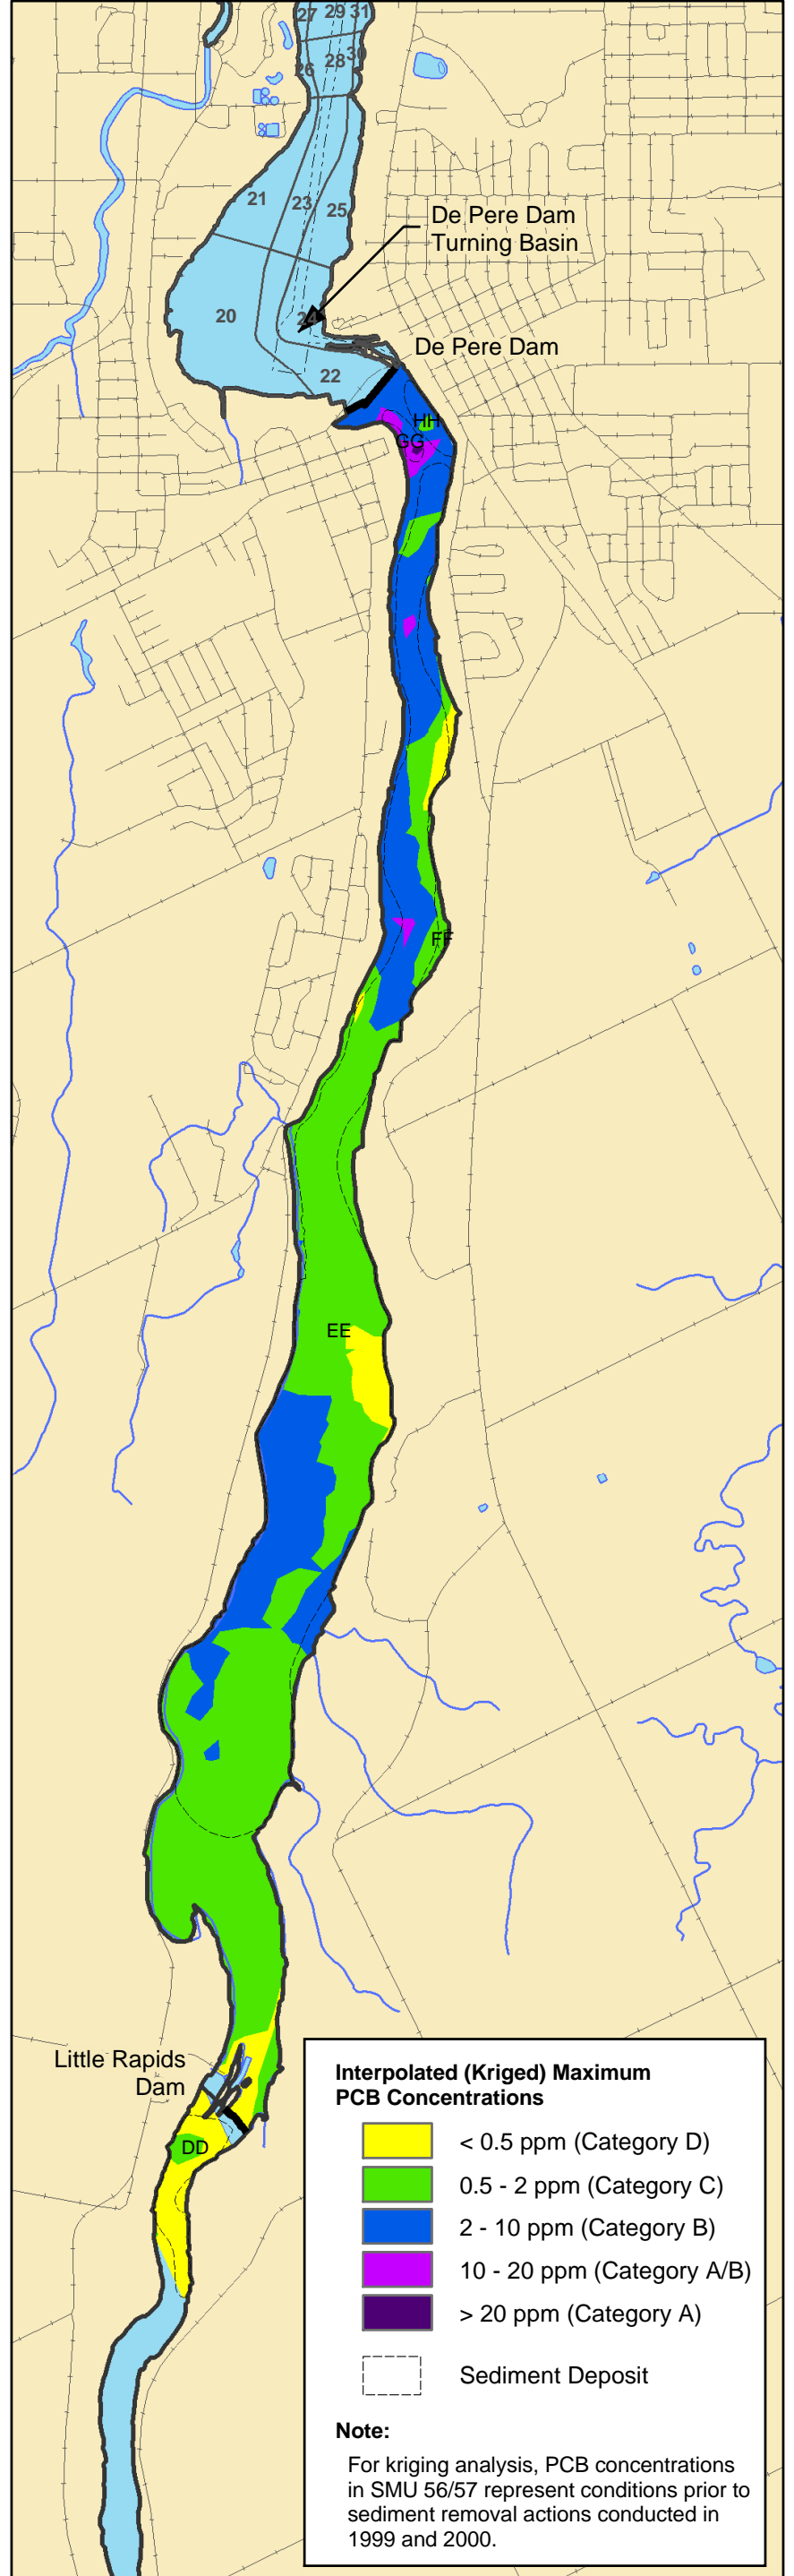 27 29 31
26 28 30
21 23 25
De Pere Dam
Turning Basin
20 24
De Pere Dam
22
HH
GG
FF
EE
Little Rapids
Dam
DD
Interpolated (Kriged) Maximum
PCB Concentrations
< 0.5 ppm (Category D)
0.5 - 2 ppm (Category C)
2 - 10 ppm (Category B)
10 - 20 ppm (Category A/B)
> 20 ppm (Category A)
Sediment Deposit
Note:
For kriging analysis, PCB concentrations
in SMU 56/57 represent conditions prior to
sediment removal actions conducted in
1999 and 2000.